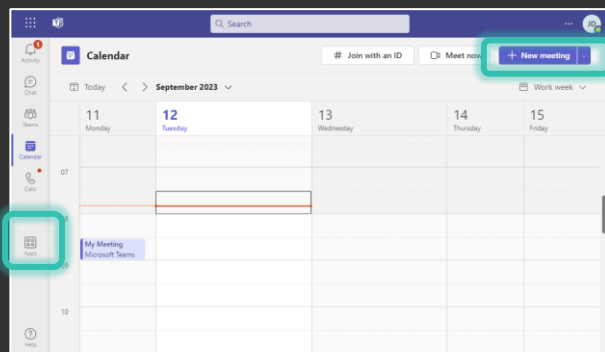 Search
JD
Activity
Chat
Teams
Calendar
Calls
Apps
Help
Calendar
# Join with an ID
Meet now
+ New meeting
Today
September 2023
Work week
11
Monday
12
Tuesday
13
Wednesday
14
Thursday
15
Friday
07
08
My Meeting
Microsoft Teams
09
10